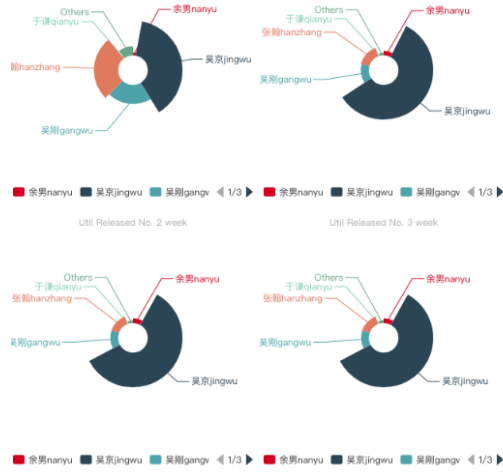 Others
余男nanyu
于谦qianyu
吴京jingwu
翰hanzhang
吴刚gangwu
余男nanyu 吴京jingwu 吴刚gangw 1/3
Util Released No. 2 week
Others
余男nanyu
于谦qianyu
张翰hanzhang
吴刚gangwu
吴京jingwu
余男nanyu 吴京jingwu 吴刚gangw 1/3
Util Released No. 3 week
Others
余男nanyu
于谦qianyu
张翰hanzhang
吴刚gangwu
吴京jingwu
余男nanyu 吴京jingwu 吴刚gangw 1/3
Others
余男nanyu
于谦qianyu
张翰hanzhang
吴刚gangwu
吴京jingwu
余男nanyu 吴京jingwu 吴刚gangw 1/3